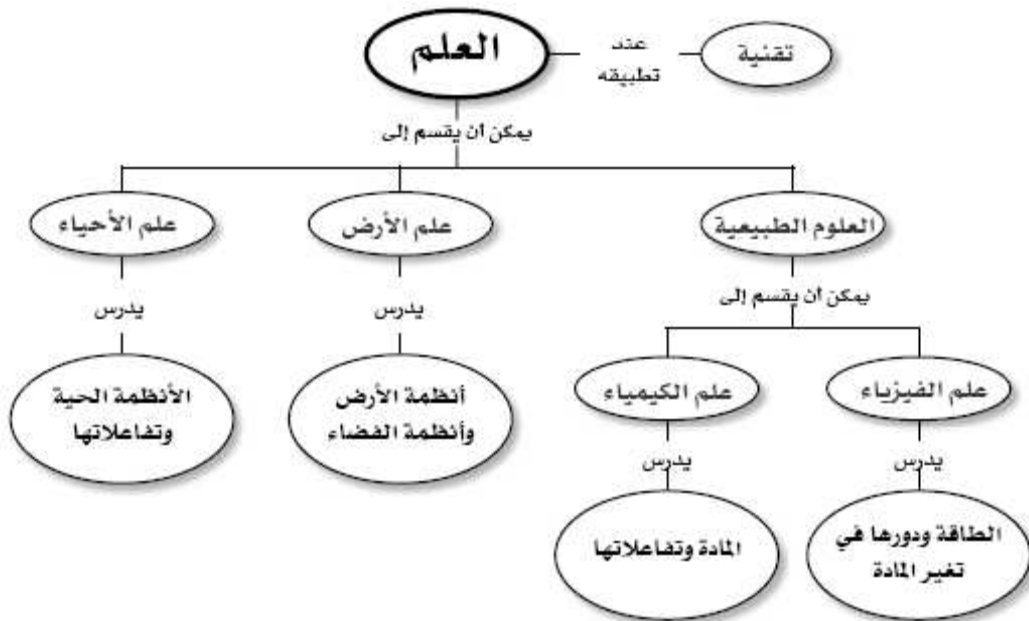 العلم
عند
تطبيقه
تقنية
يمكن أن يقسم إلى
العلوم الطبيعية
علم الأرض
علم الأحياء
يمكن أن يقسم إلى
يدرس
يدرس
علم الفيزياء
علم الكيمياء
أنظمة الأرض
وأنظمة الفضاء
الأنظمة الحية
وتفاعلاتها
يدرس
يدرس
الطاقة ودورها في
تغير المادة
المادة وتفاعلاتها